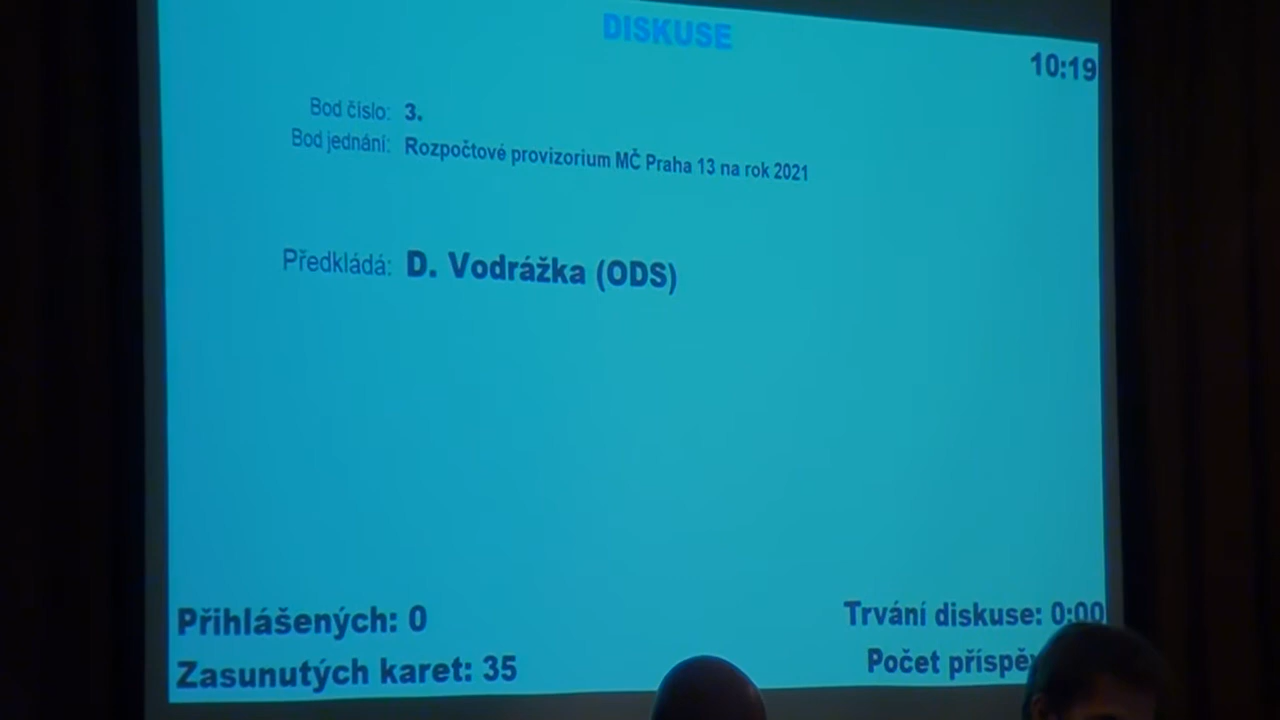 DISKUSE
10:19
Bod číslo: 3.
Bod jednání: Rozpočtové provizorium MČ Praha 13 na rok 2021
Předkládá: D. Vodrážka (ODS)
Přihlášených: 0
Trvání diskuse: 0:00
Zasunutých karet: 35
Počet